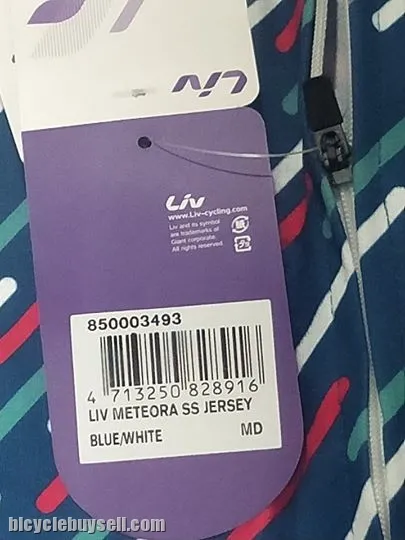 Liv
Liv
www.Liv-cycling.com
Liv and its symbol
are trademarks of
Giant corporate.
All rights reserved.
850003493
4 713250 828916
LIV METEORA SS JERSEY
BLUE/WHITE MD
bicyclebuysell.com